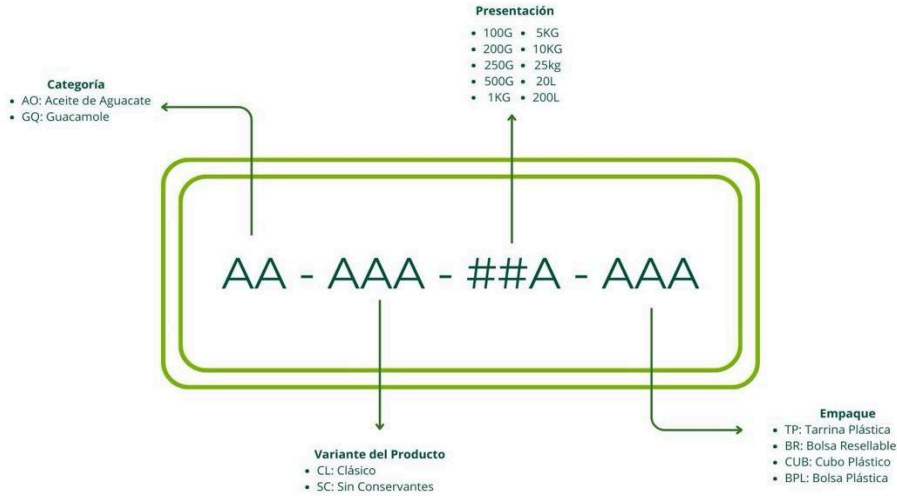 Presentación
• 100G • 5KG
• 200G • 10KG
• 250G • 25kg
• 500G • 20L
• 1KG • 200L
Categoría
• AO: Aceite de Aguacate
• GQ: Guacamole
AA - AAA - ##A - AAA
Variante del Producto
• CL: Clásico
• SC: Sin Conservantes
Empaque
• TP: Tarrina Plástica
• BR: Bolsa Resellable
• CUB: Cubo Plástico
• BPL: Bolsa Plástica